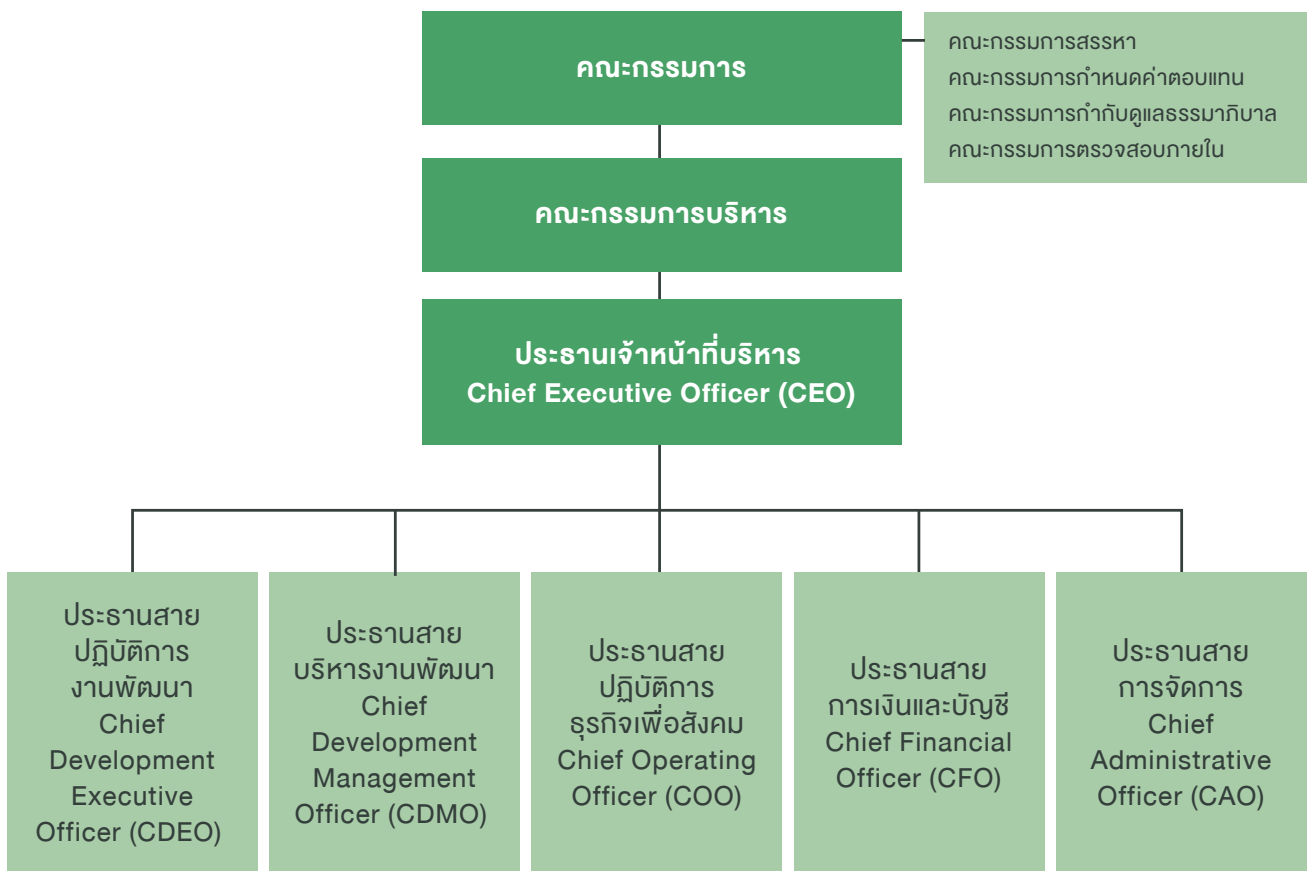 คณะกรรมการ
คณะกรรมการสรรหา
คณะกรรมการกำหนดค่าตอบแทน
คณะกรรมการกำกับดูแลธรรมาภิบาล
คณะกรรมการตรวจสอบภายใน
คณะกรรมการบริหาร
ประธานเจ้าหน้าที่บริหาร
Chief Executive Officer (CEO)
ประธานสาย
ปฏิบัติการ
งานพัฒนา
Chief
Development
Executive
Officer (CDEO)
ประธานสาย
บริหารงานพัฒนา
Chief
Development
Management
Officer (CDMO)
ประธานสาย
ปฏิบัติการ
ธุรกิจเพื่อสังคม
Chief Operating
Officer (COO)
ประธานสาย
การเงินและบัญชี
Chief Financial
Officer (CFO)
ประธานสาย
การจัดการ
Chief
Administrative
Officer (CAO)